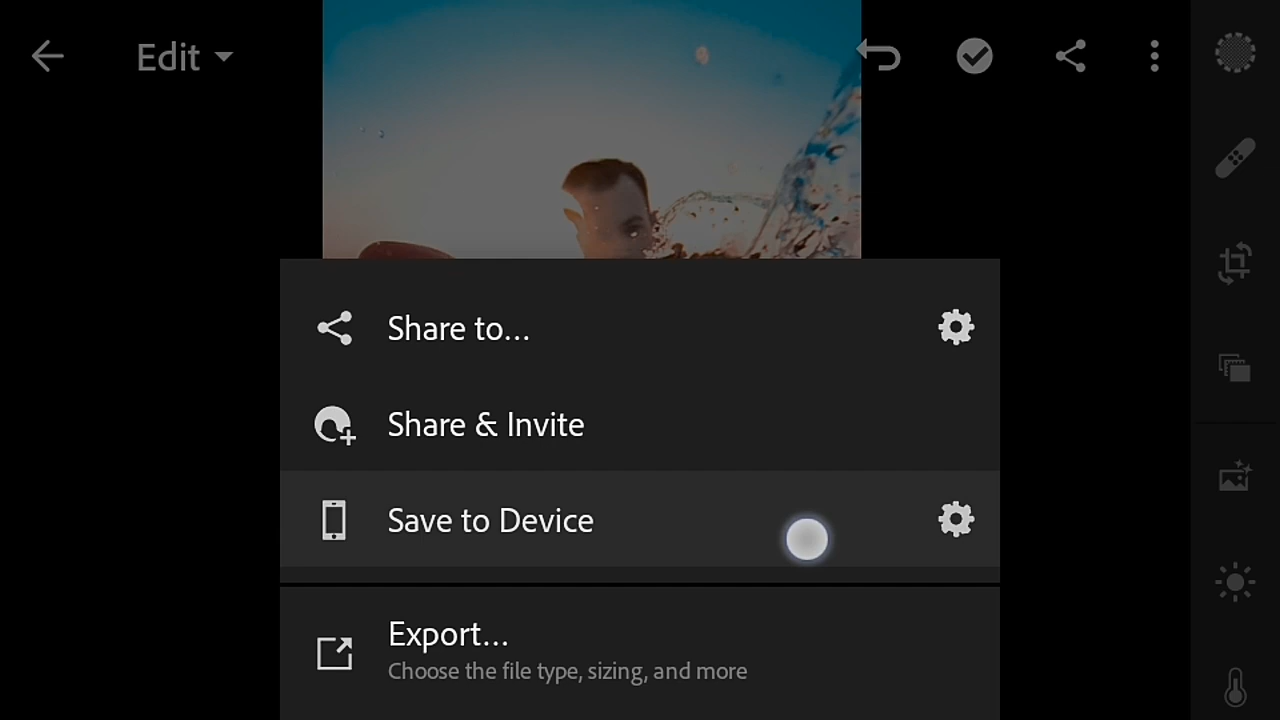 Edit
Share to...
Share & Invite
Save to Device
Export...
Choose the file type, sizing, and more